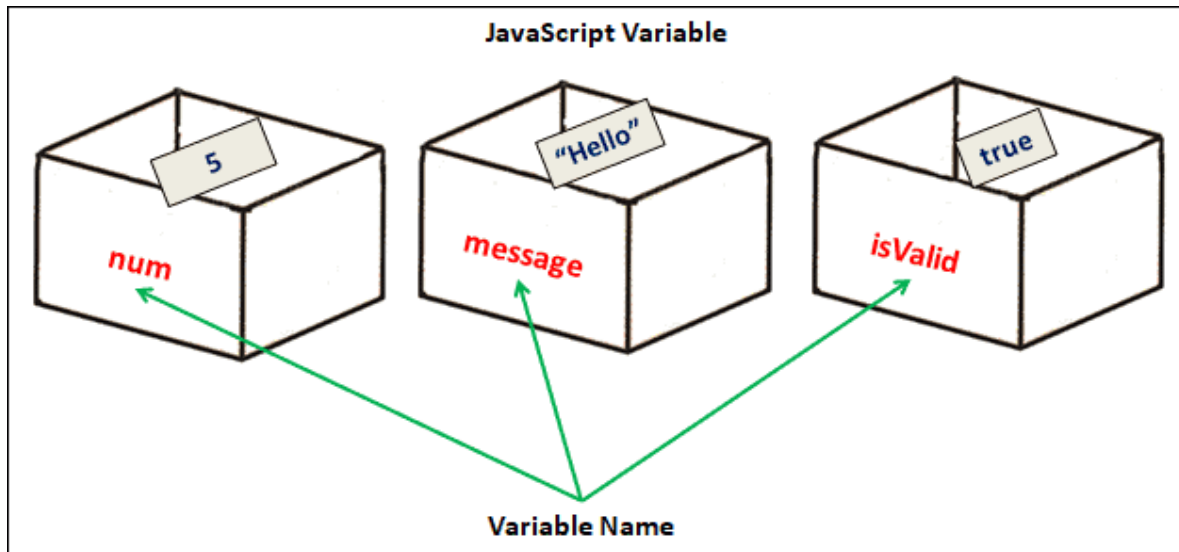 JavaScript Variable
5
“Hello”
true
num
message
isValid
Variable Name